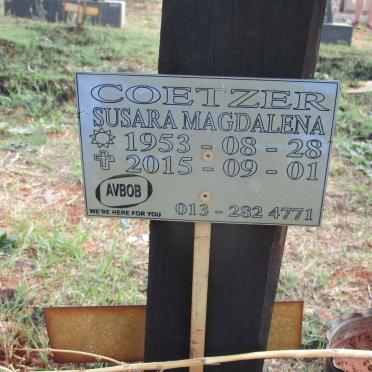 COETZER
SUSARA MAGDALENA
1953 - 08 - 28
2015 - 09 - 01
AVBOB
WE'RE HERE FOR YOU
013 - 282 4771